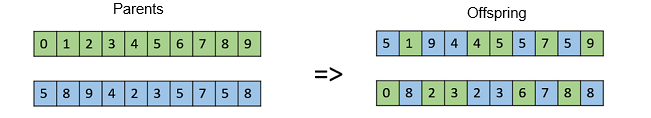 Parents
Offspring
0 1 2 3 4 5 6 7 8 9
5 1 9 4 4 5 5 7 5 9
=>
5 8 9 4 2 3 5 7 5 8
0 8 2 3 2 3 6 7 8 8